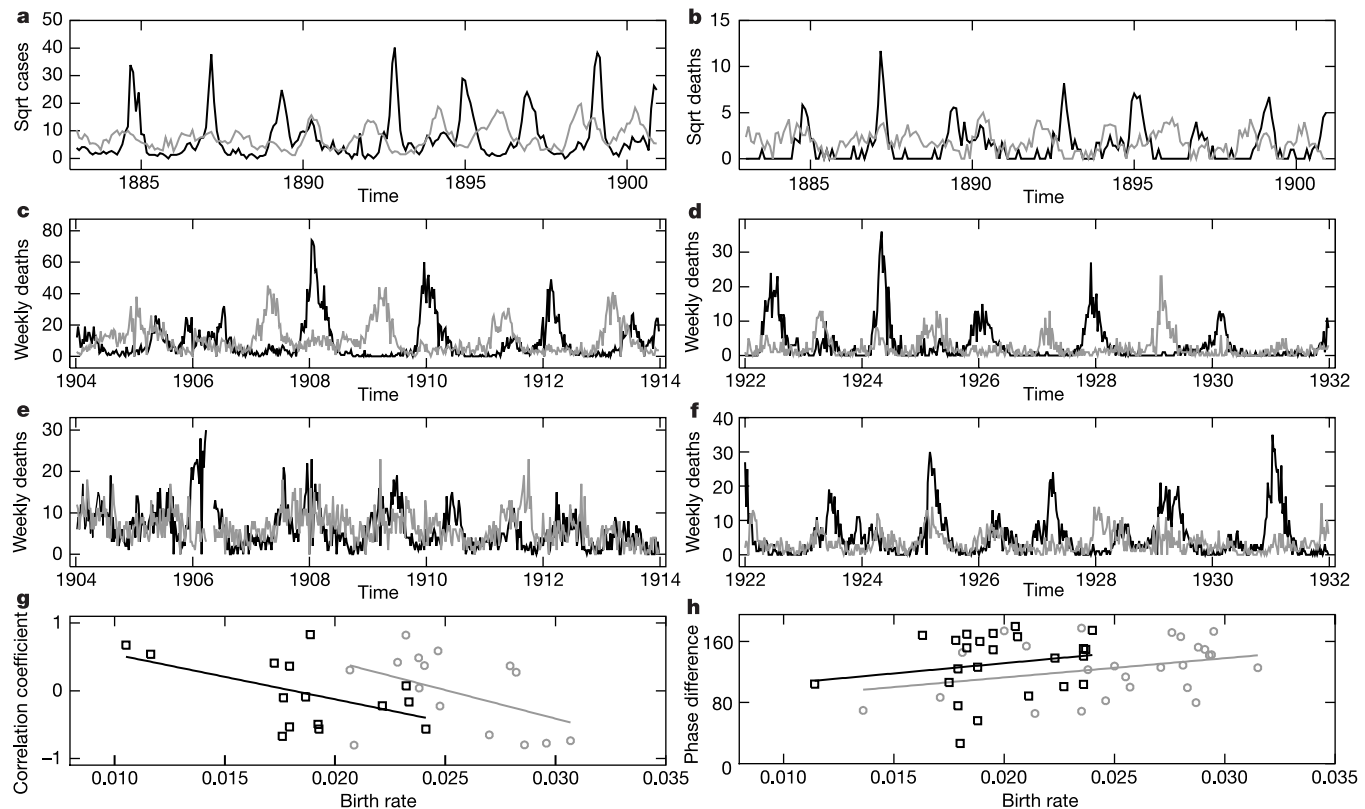 a
50
40
30
20
10
0
Sqrt cases
1885 1890 1895 1900
Time
b
15
10
5
0
Sqrt deaths
1885 1890 1895 1900
Time
c
80
60
40
20
0
Weekly deaths
1904 1906 1908 1910 1912 1914
Time
d
30
20
10
0
Weekly deaths
1922 1924 1926 1928 1930 1932
Time
e
30
20
10
0
Weekly deaths
1904 1906 1908 1910 1912 1914
Time
f
40
30
20
10
0
Weekly deaths
1922 1924 1926 1928 1930 1932
Time
g
1
0
–1
Correlation coefficient
0.010 0.015 0.020 0.025 0.030 0.035
Birth rate
h
160
80
0
Phase difference
0.010 0.015 0.020 0.025 0.030 0.035
Birth rate